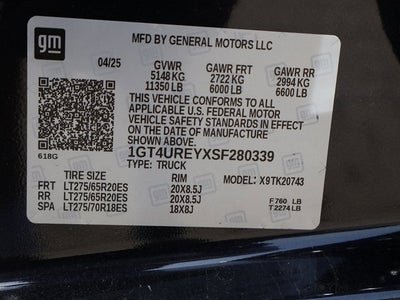 gm
MFD BY GENERAL MOTORS LLC
04/25 GVWR GAWR FRT GAWR RR
5148 KG 2722 KG 2994 KG
11350 LB 6000 LB 6600 LB
THIS VEHICLE CONFORMS TO ALL
APPLICABLE U.S. FEDERAL MOTOR
VEHICLE SAFETY STANDARDS IN
EFFECT ON THE DATE OF
MANUFACTURE SHOWN ABOVE.
618G 1GT4UREYXSF280339
TYPE: TRUCK
TIRE SIZE RIM MODEL: X9TK20743
FRT LT275/65R20ES 20X8.5J
RR LT275/65R20ES 20X8.5J F 760 LB
SPA LT275/70R18ES 18X8J T 2274 LB